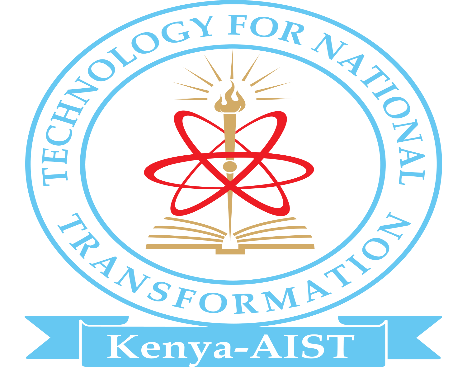 TECHNOLOGY FOR NATIONAL
TRANSFORMATION
Kenya-AIST